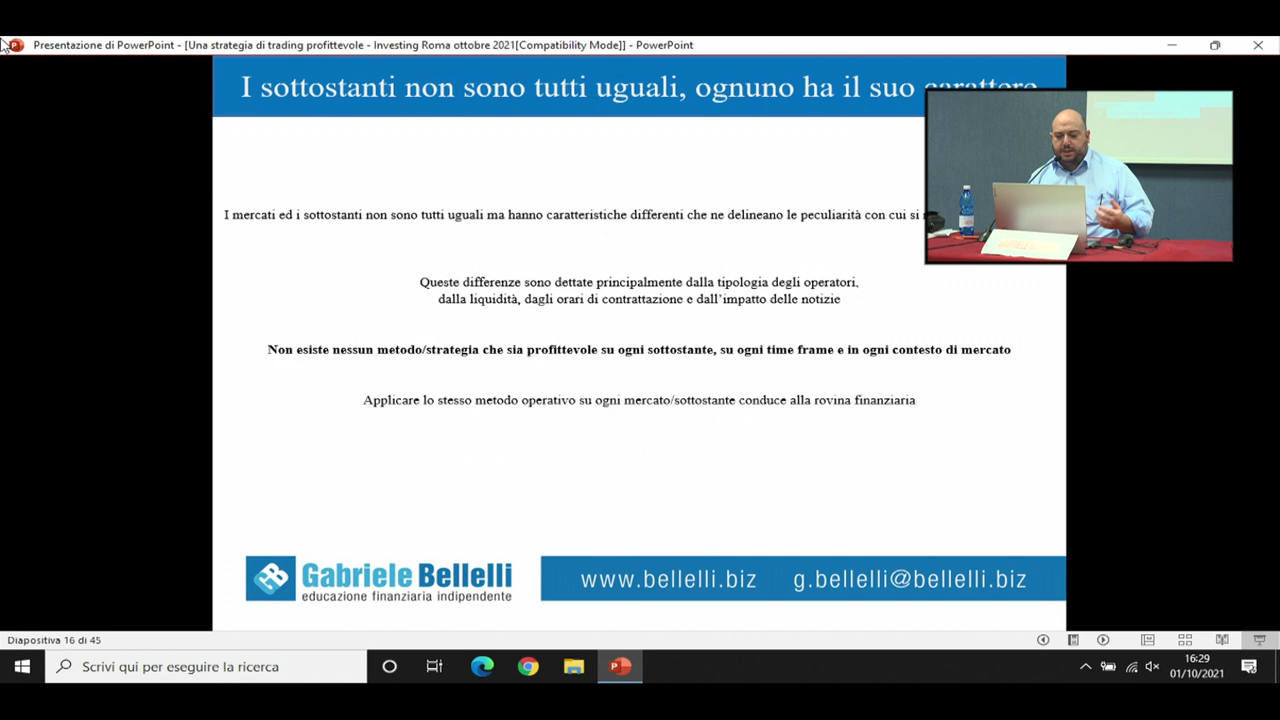 Presentazione di PowerPoint - [Una strategia di trading profittevole - Investing Roma ottobre 2021[Compatibility Mode]] - PowerPoint
I sottostanti non sono tutti uguali, ognuno ha il suo carattere
I mercati ed i sottostanti non sono tutti uguali ma hanno caratteristiche differenti che ne delineano le peculiarità con cui si
Queste differenze sono dettate principalmente dalla tipologia degli operatori,
dalla liquidità, dagli orari di contrattazione e dall'impatto delle notizie
Non esiste nessun metodo/strategia che sia profittevole su ogni sottostante, su ogni time frame e in ogni contesto di mercato
Applicare lo stesso metodo operativo su ogni mercato/sottostante conduce alla rovina finanziaria
Gabriele Bellelli
educazione finanziaria indipendente
www.bellelli.biz g.bellelli@bellelli.biz
Diapositiva 16 di 45
Scrivi qui per eseguire la ricerca
16:29
01/10/2021